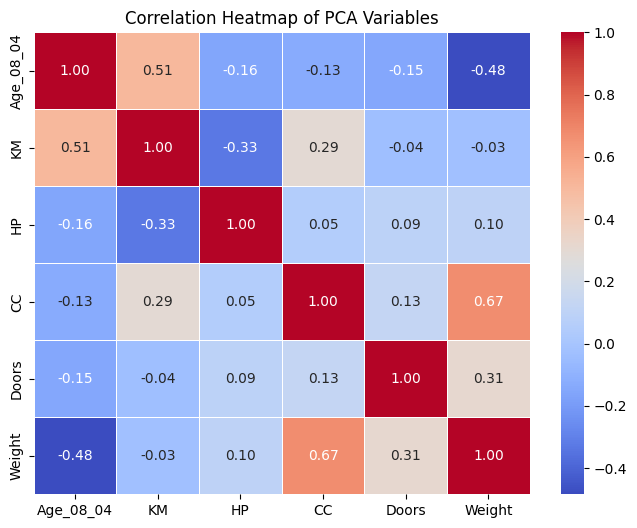 Correlation Heatmap of PCA Variables
Age_08_04 1.00 0.51 -0.16 -0.13 -0.15 -0.48
KM 0.51 1.00 -0.33 0.29 -0.04 -0.03
HP -0.16 -0.33 1.00 0.05 0.09 0.10
CC -0.13 0.29 0.05 1.00 0.13 0.67
Doors -0.15 -0.04 0.09 0.13 1.00 0.31
Weight -0.48 -0.03 0.10 0.67 0.31 1.00
Age_08_04 KM HP CC Doors Weight
1.0
0.8
0.6
0.4
0.2
0.0
−0.2
−0.4